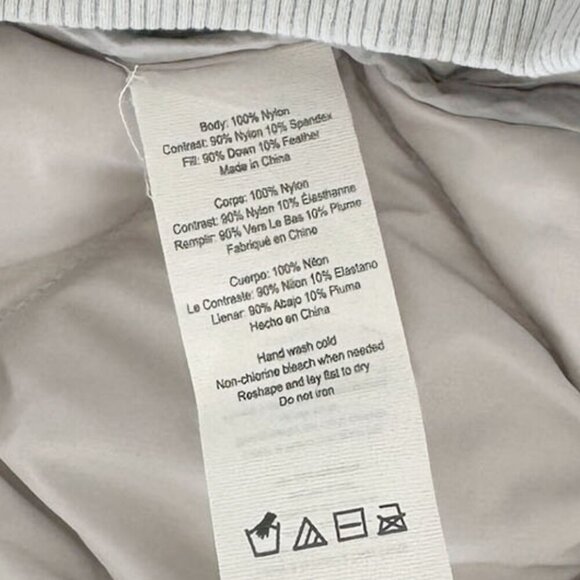 Body: 100% Nylon
Contrast: 90% Nylon 10% Spandex
Fill: 90% Down 10% Feather
Made in China
Corps: 100% Nylon
Contrast: 90% Nylon 10% Élasthanne
Remplir: 90% Vers Le Bas 10% Plume
Fabriqué en Chine
Cuerpo: 100% Néon
Le Contraste: 90% Nilon 10% Elastano
Llenar: 90% Abajo 10% Pluma
Hecho en China
Hand wash cold
Non-chlorine bleach when needed
Reshape and lay flat to dry
Do not iron